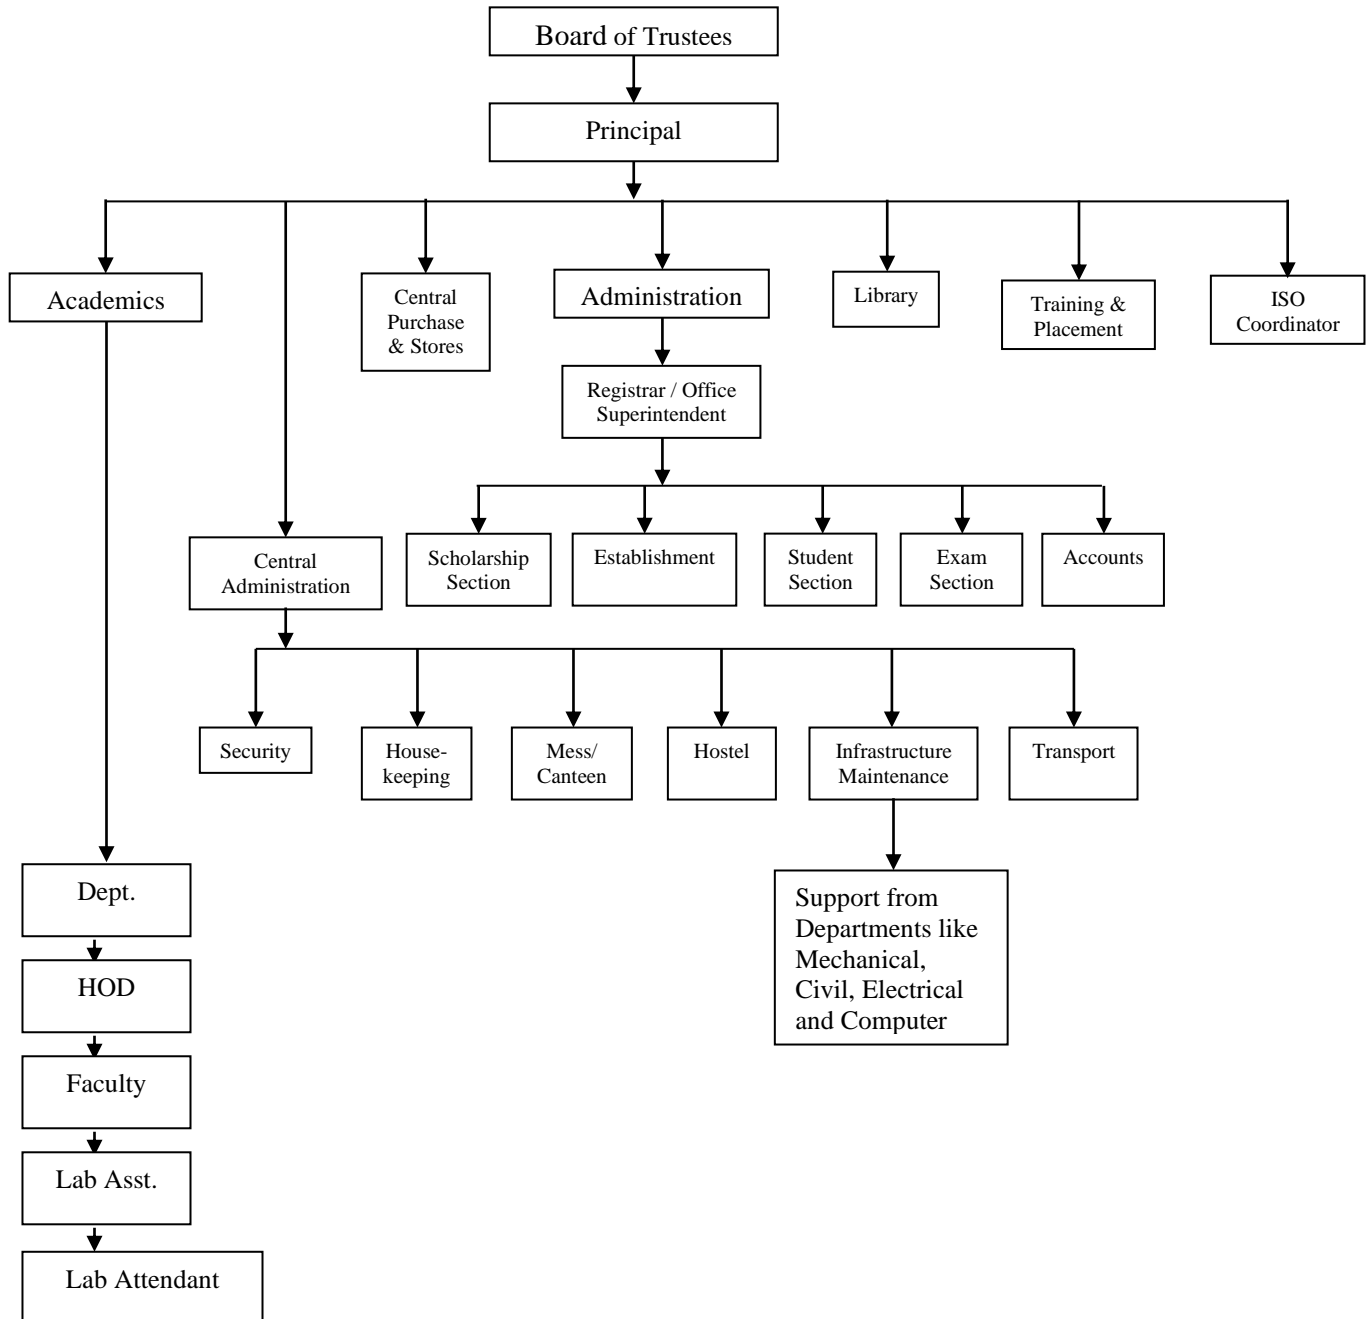 Board of Trustees
Principal
Academics
Central
Purchase
& Stores
Administration
Library
Training &
Placement
ISO
Coordinator
Registrar / Office
Superintendent
Central
Administration
Scholarship
Section
Establishment
Student
Section
Exam
Section
Accounts
Security
House-
keeping
Mess/
Canteen
Hostel
Infrastructure
Maintenance
Transport
Dept.
HOD
Faculty
Lab Asst.
Lab Attendant
Support from
Departments like
Mechanical,
Civil, Electrical
and Computer